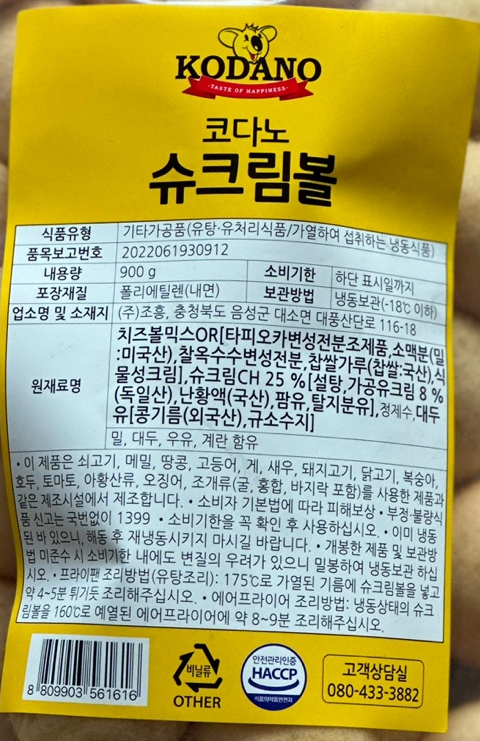 KODANO
TASTE OF HAPPINESS
코다노
슈크림볼
식품유형 기타가공품(유탕·유처리식품/가열하여 섭취하는 냉동식품)
품목보고번호 2022061930912
내용량 900 g 소비기한 하단 표시일까지
포장재질 폴리에틸렌(내면) 보관방법 냉동보관(-18℃ 이하)
업소명 및 소재지 (주)조흥, 충청북도 음성군 대소면 대풍산단로 116-18
원재료명
치즈볼믹스OR[타피오카변성전분조제품,소맥분(밀
:미국산),찰옥수수변성전분,찹쌀가루(찹쌀:국산),식
물성크림],슈크림CH 25 %[설탕,가공유크림 8 %
(독일산),난황액(국산),팜유,탈지분유],정제수,대두
유[콩기름(외국산),규소수지]
밀, 대두, 우유, 계란 함유
• 이 제품은 쇠고기, 메밀, 땅콩, 고등어, 게, 새우, 돼지고기, 닭고기, 복숭아,
호두, 토마토, 아황산류, 오징어, 조개류(굴, 홍합, 바지락 포함)를 사용한 제품과
같은 제조시설에서 제조합니다. • 소비자 기본법에 따라 피해보상 • 부정·불량식
품 신고는 국번없이 1399 • 소비기한을 꼭 확인 후 사용하십시오. • 이미 냉동
된 바 있으니, 해동 후 재냉동시키지 마시길 바랍니다. • 개봉한 제품 및 보관방
법 미준수 시 소비기한 내에도 변질의 우려가 있으니 밀봉하여 냉동보관 하십
시오. • 프라이팬 조리방법(유탕조리): 175℃로 가열된 기름에 슈크림볼을 넣고
약 4~5분 튀기듯 조리해주십시오. • 에어프라이어 조리방법: 냉동상태의 슈크
림볼을 160℃로 예열된 에어프라이어에 약 8~9분 조리해주십시오.
8 809903 561616
비닐류
OTHER
안전관리인증
HACCP
식품의약품안전처
고객상담실
080-433-3882